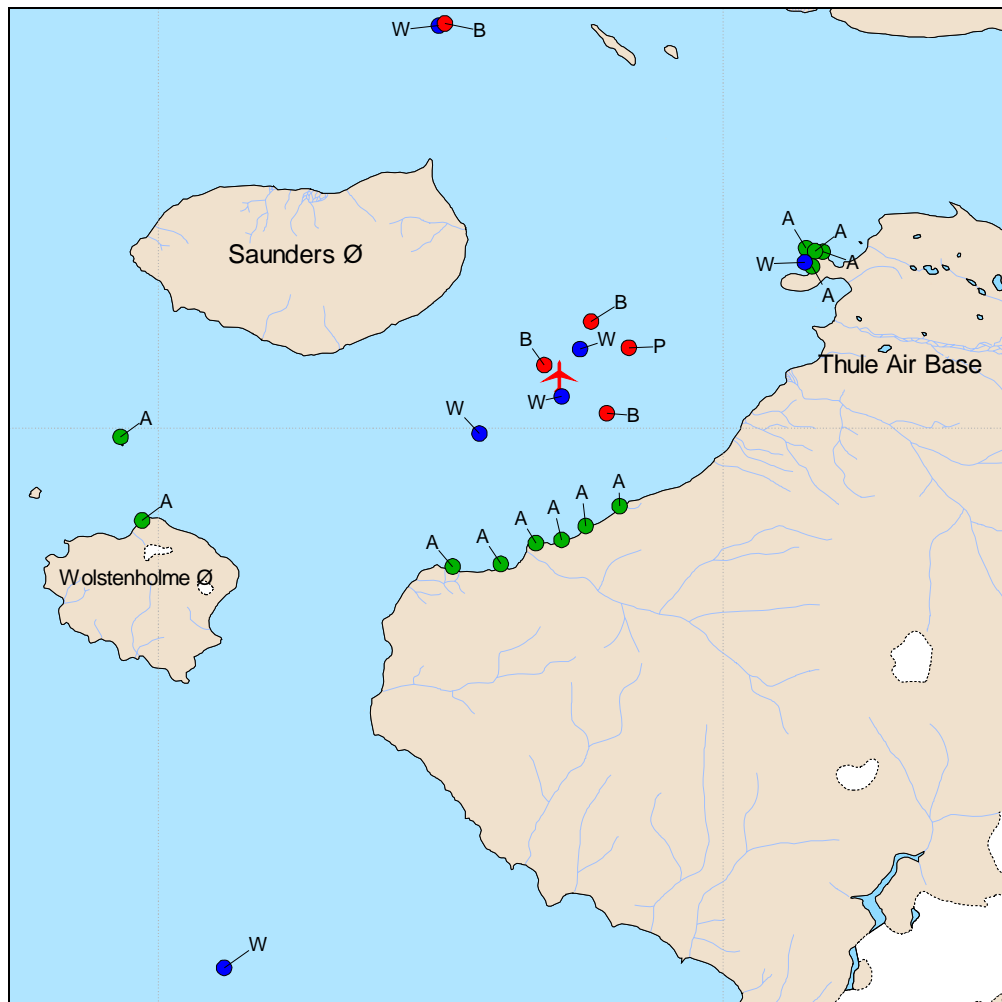 W B
A
A
Saunders Ø
W A
A
B
B W P
Thule Air Base
W B
A W
A
A A
A
A A A
Wolstenholme Ø
W